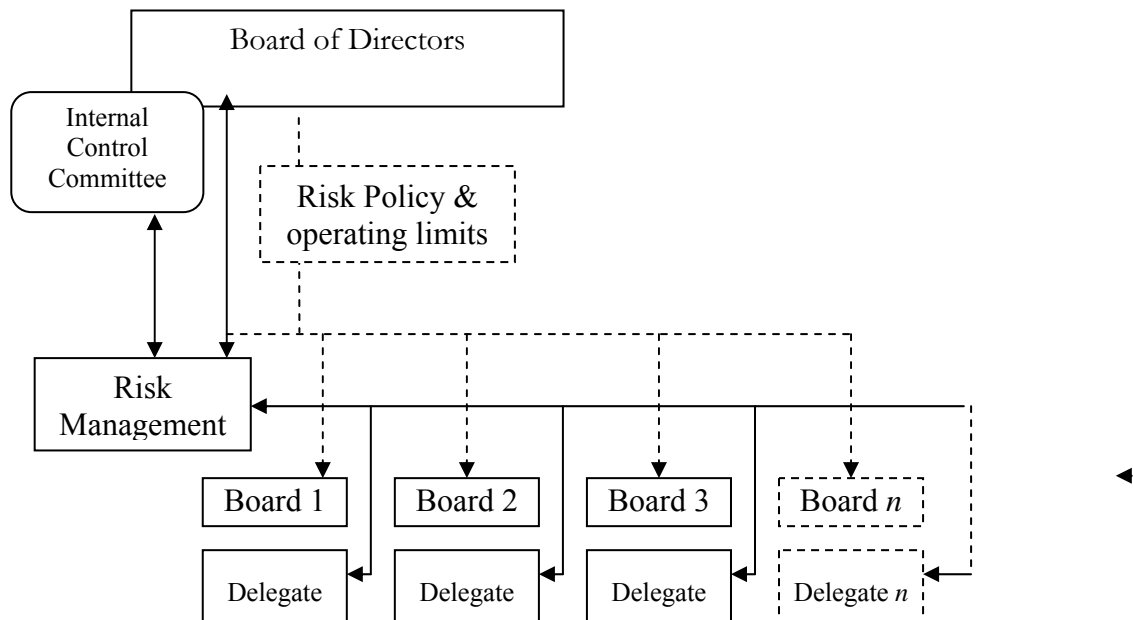 Board of Directors
Internal
Control
Committee
Risk Policy &
operating limits
Risk
Management
Board 1
Board 2
Board 3
Board n
Delegate
Delegate
Delegate
Delegate n